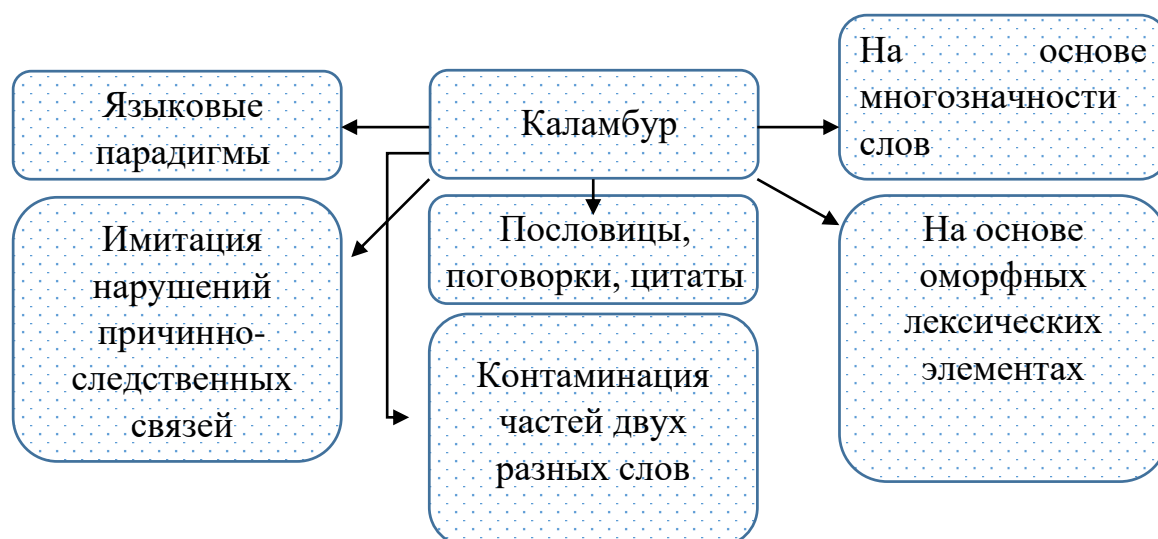 Языковые
парадигмы
Каламбур
На основе
многозначности
слов
Имитация
нарушений
причинно-
следственных
связей
Пословицы,
поговорки, цитаты
Контаминация
частей двух
разных слов
На основе
оморфных
лексических
элементах